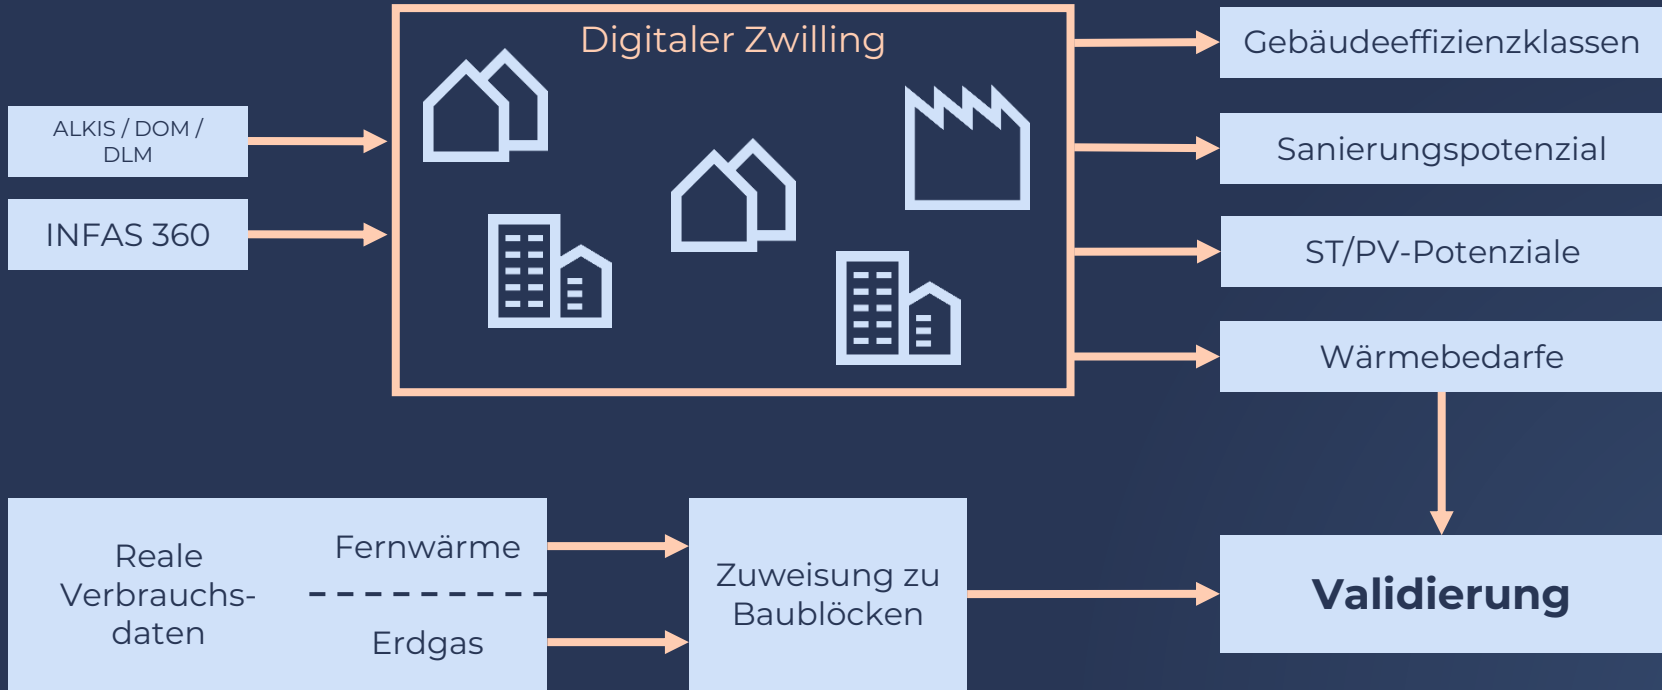 Digitaler Zwilling
ALKIS / DOM /
DLM
INFAS 360
Gebäudeeffizienzklassen
Sanierungspotenzial
ST/PV-Potenziale
Wärmebedarfe
Reale
Verbrauchs-
daten
Fernwärme
Erdgas
Zuweisung zu
Baublöcken
Validierung